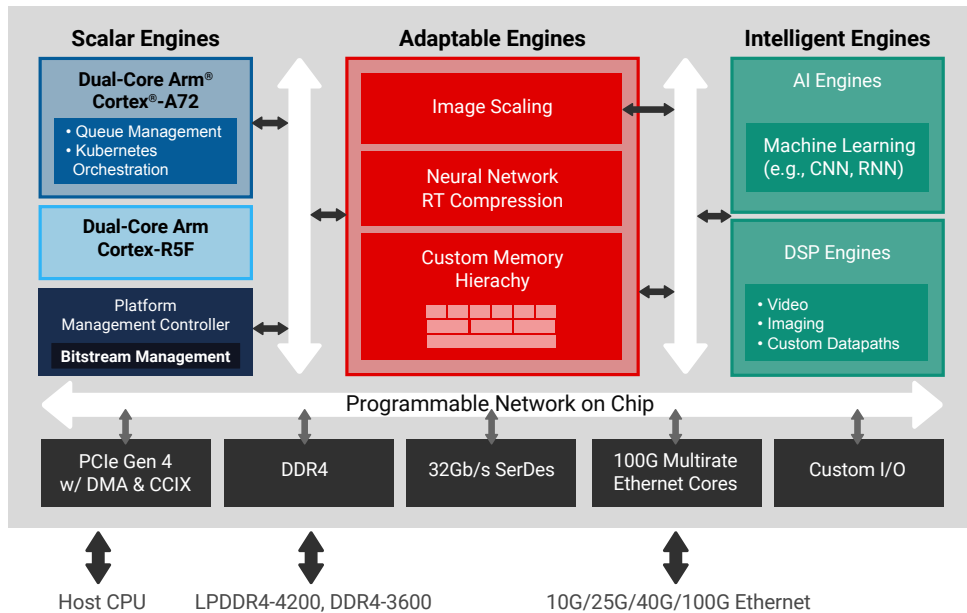 Scalar Engines
Adaptable Engines
Intelligent Engines
Dual-Core Arm®
Cortex®-A72
• Queue Management
• Kubernetes
Orchestration
Dual-Core Arm
Cortex-R5F
Platform
Management Controller
Bitstream Management
Image Scaling
Neural Network
RT Compression
Custom Memory
Hierachy
AI Engines
Machine Learning
(e.g., CNN, RNN)
DSP Engines
• Video
• Imaging
• Custom Datapaths
Programmable Network on Chip
PCIe Gen 4
w/ DMA & CCIX
DDR4
32Gb/s SerDes
100G Multirate
Ethernet Cores
Custom I/O
Host CPU
LPDDR4-4200, DDR4-3600
10G/25G/40G/100G Ethernet